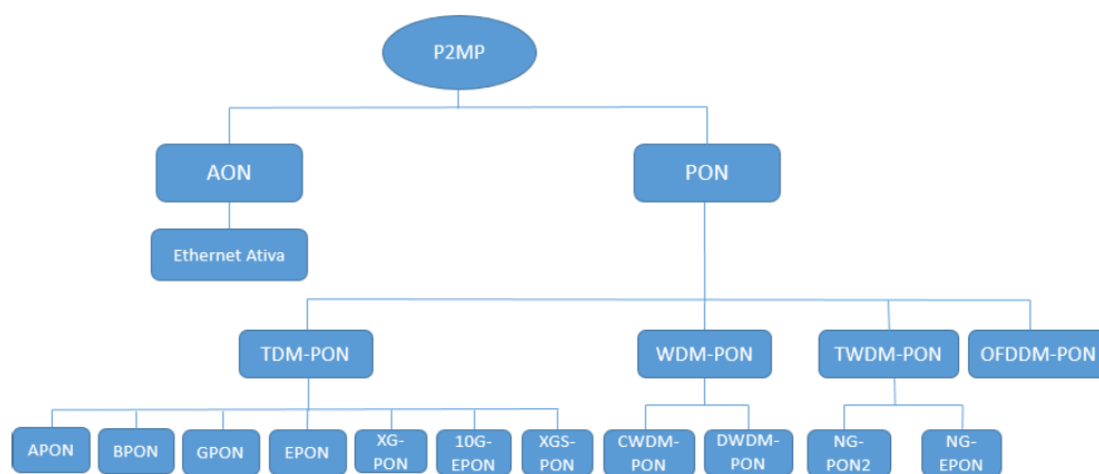 P2MP
AON
PON
Ethernet Ativa
TDM-PON
WDM-PON
TWDM-PON
OFDDM-PON
APON
BPON
GPON
EPON
XG-
PON
10G-
EPON
XGS-
PON
CWDM-
PON
DWDM-
PON
NG-
PON2
NG-
EPON